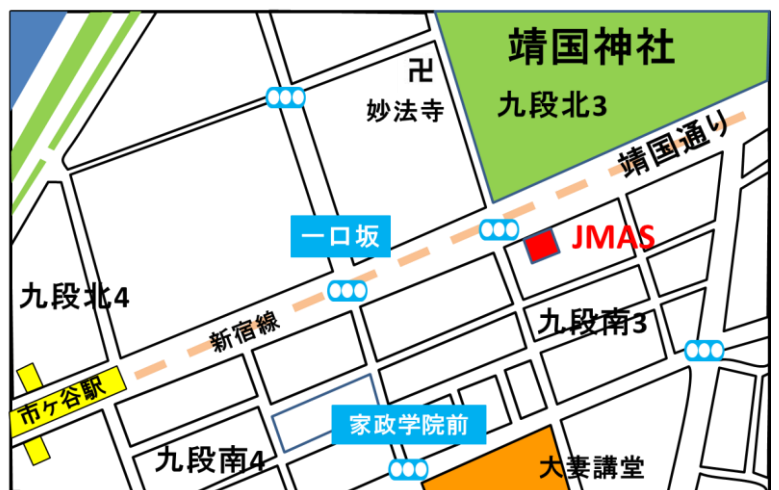 靖国神社
卍
九段北3
妙法寺
靖国通り
一口坂
JMAS
九段北4
新宿線
九段南3
市ヶ谷駅
家政学院前
九段南4
大妻講堂